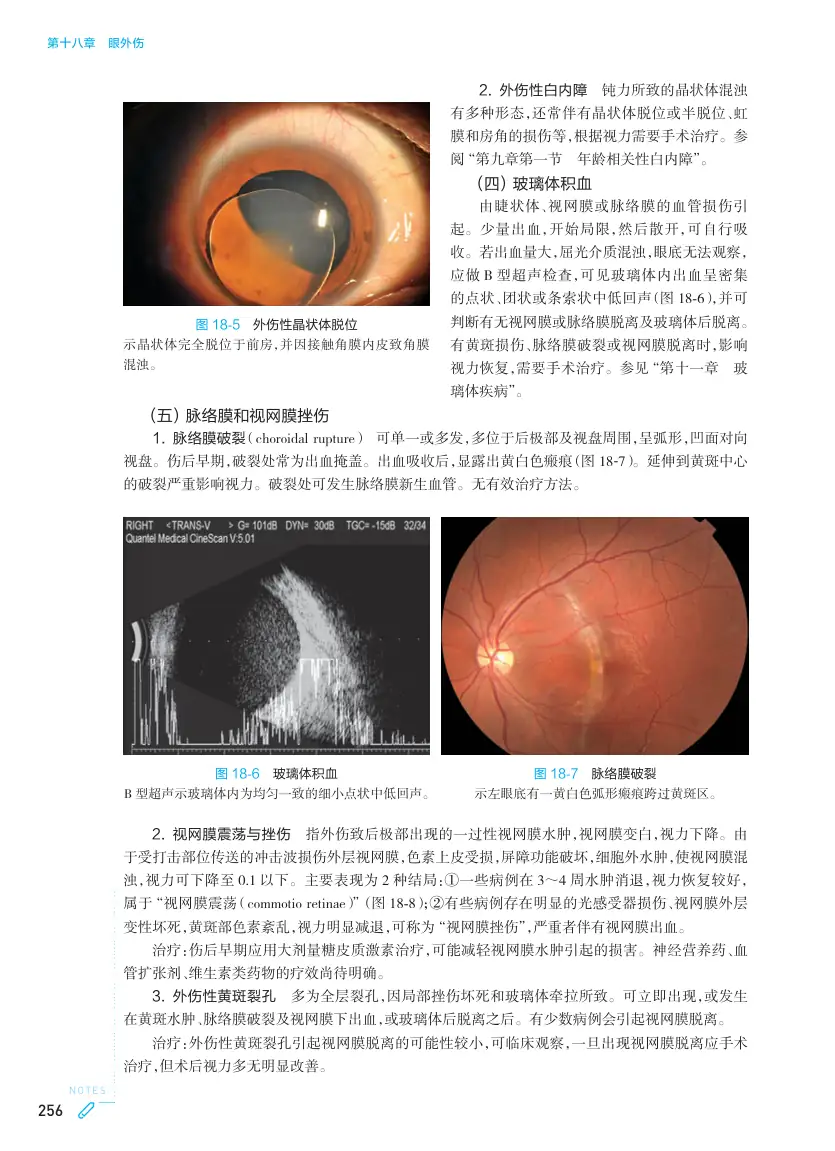 第十八章 眼外伤
2. 外伤性白内障 钝力所致的晶状体混浊
有多种形态,还常伴有晶状体脱位或半脱位、虹
膜和房角的损伤等,根据视力需要手术治疗。参
阅“第九章第一节 年龄相关性白内障”。
(四)玻璃体积血
由睫状体、视网膜或脉络膜的血管损伤引
起。少量出血,开始局限,然后散开,可自行吸
收。若出血量大,屈光介质混浊,眼底无法观察,
应做 B 型超声检查,可见玻璃体内出血呈密集
的点状、团状或条索状中低回声(图 18-6),并可
判断有无视网膜或脉络膜脱离及玻璃体后脱离。
有黄斑损伤、脉络膜破裂或视网膜脱离时,影响
视力恢复,需要手术治疗。参见“第十一章 玻
璃体疾病”。
图 18-5 外伤性晶状体脱位
示晶状体完全脱位于前房,并因接触角膜内皮致角膜
混浊。
(五)脉络膜和视网膜挫伤
1. 脉络膜破裂(choroidal rupture) 可单一或多发,多位于后极部及视盘周围,呈弧形,凹面对向
视盘。伤后早期,破裂处常为出血掩盖。出血吸收后,显露出黄白色瘢痕(图 18-7)。延伸到黄斑中心
的破裂严重影响视力。破裂处可发生脉络膜新生血管。无有效治疗方法。
RIGHT <TRANS-V > G= 101dB DYN= 30dB TGC= -15dB 32/34
Quantel Medical CineScan V:5.01
图 18-6 玻璃体积血
B 型超声示玻璃体内为均匀一致的细小点状中低回声。
图 18-7 脉络膜破裂
示左眼底有一黄白色弧形瘢痕跨过黄斑区。
2. 视网膜震荡与挫伤 指外伤致后极部出现的一过性视网膜水肿,视网膜变白,视力下降。由
于受打击部位传送的冲击波损伤外层视网膜,色素上皮受损,屏障功能破坏,细胞外水肿,使视网膜混
浊,视力可下降至 0.1 以下。主要表现为 2 种结局:①一些病例在 3～4 周水肿消退,视力恢复较好,
属于“视网膜震荡(commotio retinae)”(图 18-8);②有些病例存在明显的光感受器损伤、视网膜外层
变性坏死,黄斑部色素紊乱,视力明显减退,可称为“视网膜挫伤”,严重者伴有视网膜出血。
治疗:伤后早期应用大剂量糖皮质激素治疗,可能减轻视网膜水肿引起的损害。神经营养药、血
管扩张剂、维生素类药物的疗效尚待明确。
3. 外伤性黄斑裂孔 多为全层裂孔,因局部挫伤坏死和玻璃体牵拉所致。可立即出现,或发生
在黄斑水肿、脉络膜破裂及视网膜下出血,或玻璃体后脱离之后。有少数病例会引起视网膜脱离。
治疗:外伤性黄斑裂孔引起视网膜脱离的可能性较小,可临床观察,一旦出现视网膜脱离应手术
治疗,但术后视力多无明显改善。
NOTES
256